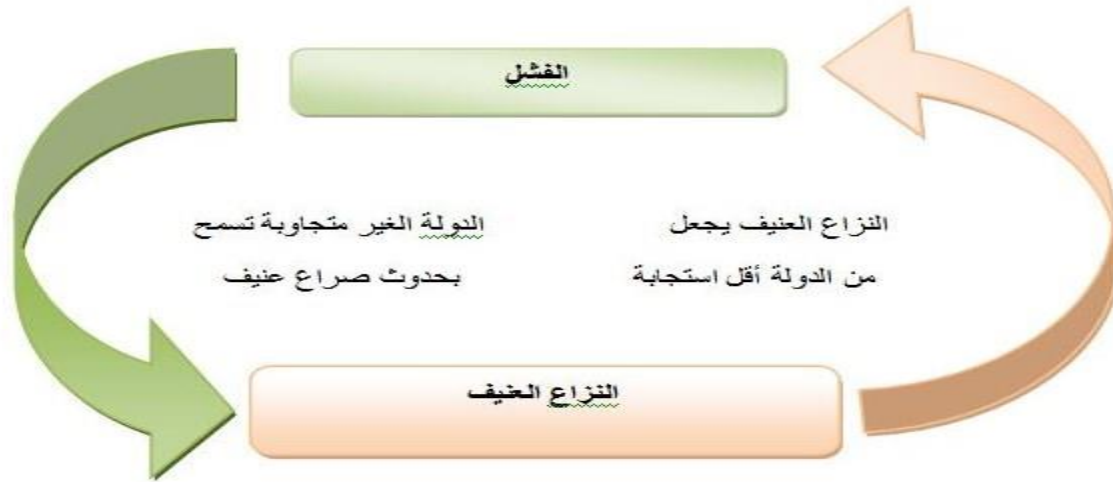 الفشل
النزاع العنيف يجعل
من الدولة أقل استجابة
الدولة الغير متجاوبة تسمح
بحدوث صراع عنيف
النزاع العنيف